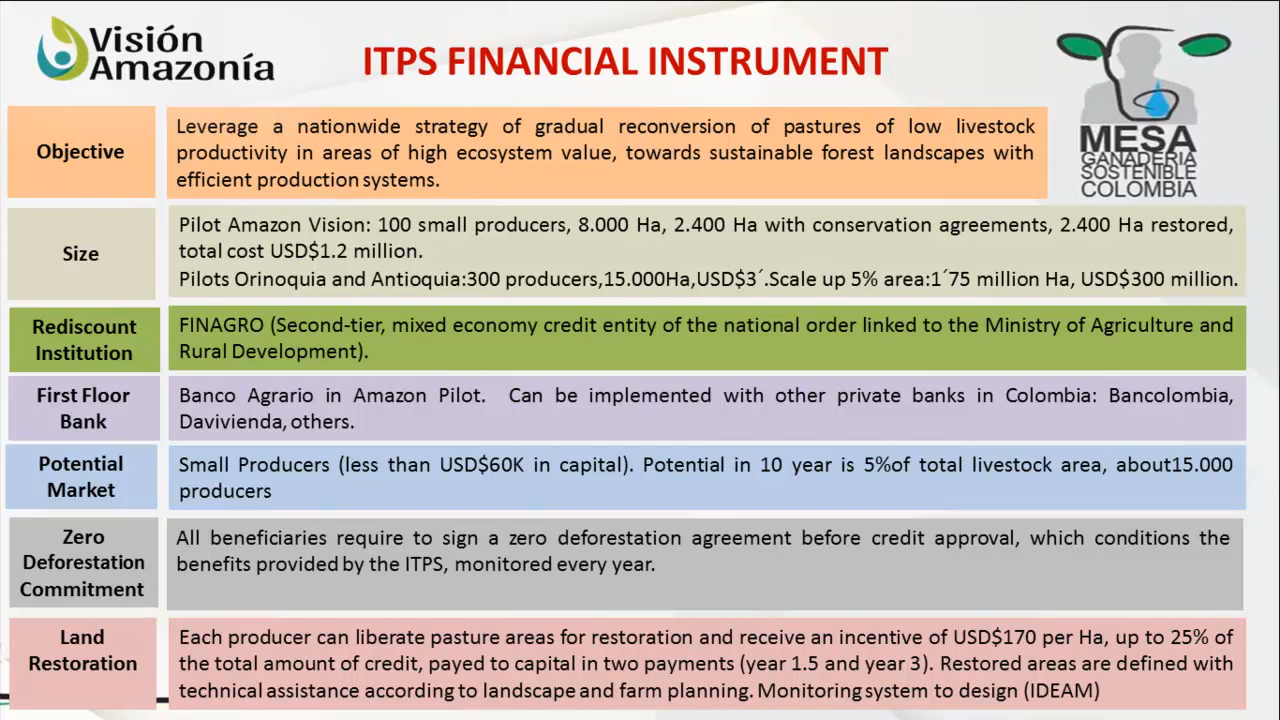 Visión
Amazonía
ITPS FINANCIAL INSTRUMENT
MESA
GANADERIA
SOSTENIBLE
COLOMBIA
Objective
Leverage a nationwide strategy of gradual reconversion of pastures of low livestock
productivity in areas of high ecosystem value, towards sustainable forest landscapes with
efficient production systems.
Size
Pilot Amazon Vision: 100 small producers, 8.000 Ha, 2.400 Ha with conservation agreements, 2.400 Ha restored,
total cost USD$1.2 million.
Pilots Orinoquia and Antioquia:300 producers,15.000Ha,USD$3´.Scale up 5% area:1´75 million Ha, USD$300 million.
Rediscount
Institution
FINAGRO (Second-tier, mixed economy credit entity of the national order linked to the Ministry of Agriculture and
Rural Development).
First Floor
Bank
Banco Agrario in Amazon Pilot. Can be implemented with other private banks in Colombia: Bancolombia,
Davivienda, others.
Potential
Market
Small Producers (less than USD$60K in capital). Potential in 10 year is 5%of total livestock area, about15.000
producers
Zero
Deforestation
Commitment
All beneficiaries require to sign a zero deforestation agreement before credit approval, which conditions the
benefits provided by the ITPS, monitored every year.
Land
Restoration
Each producer can liberate pasture areas for restoration and receive an incentive of USD$170 per Ha, up to 25% of
the total amount of credit, payed to capital in two payments (year 1.5 and year 3). Restored areas are defined with
technical assistance according to landscape and farm planning. Monitoring system to design (IDEAM)